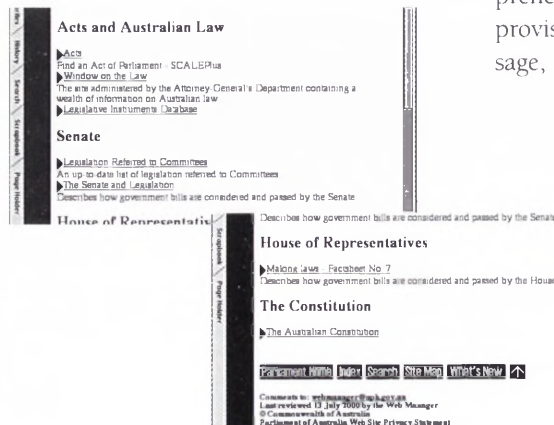 Acts and Australian Law
Acts
Find an Act of Parliament - SCALEPlus
Window on the Law
The site administered by the Attorney-General's Department containing a
wealth of information on Australian law
Legislative Instruments Database
Senate
Legislation Referred to Committees
An up-to-date list of legislation referred to Committees
The Senate and Legislation
Describes how government bills are considered and passed by the Senate
House of Representativ
History
Search
Scrapbook
Page Holder
provis
sage,
Describes how government bills are considered and passed by the Senat
House of Representatives
Making laws - Factsheet No 7
Describes how government bills are considered and passed by the House
The Constitution
The Australian Constitution
Parliament Home Index Search Site Map What's New
Scrapbook
Page Holder
Comments to: webmanager@aph.gov.au
Last reviewed 13 July 2000 by the Web Manager
© Commonwealth of Australia
Parliament of Australia Web Site Privacy Statement